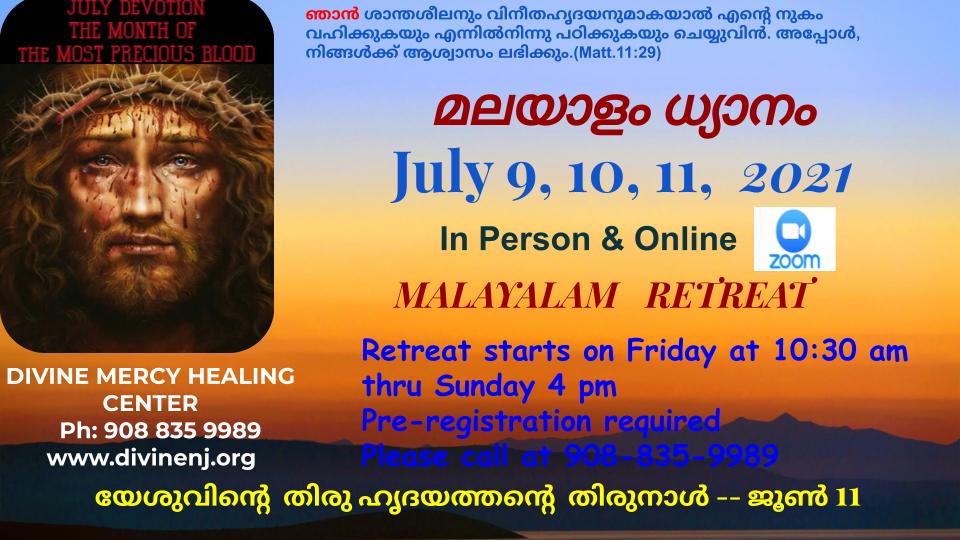 JULY DEVOTION
THE MONTH OF
THE MOST PRECIOUS BLOOD
ഞാൻ ശാന്തശീലനും വിനീതഹൃദയനുമാകയാൽ എന്റെ നുകം
വഹിക്കുകയും എന്നിൽനിന്നു പഠിക്കുകയും ചെയ്യുവിൻ. അപ്പോൾ,
നിങ്ങൾക്ക് ആശ്വാസം ലഭിക്കും.(Matt.11:29)
മലയാളം ധ്യാനം
July 9, 10, 11, 2021
In Person & Online
zoom
MALAYALAM RETREAT
Retreat starts on Friday at 10:30 am
thru Sunday 4 pm
Pre-registration required
Please call at 908-835-9989
DIVINE MERCY HEALING
CENTER
Ph: 908 835 9989
www.divinenj.org
യേശുവിന്റെ തിരു ഹൃദയത്തന്റെ തിരുനാൾ -- ജൂൺ 11